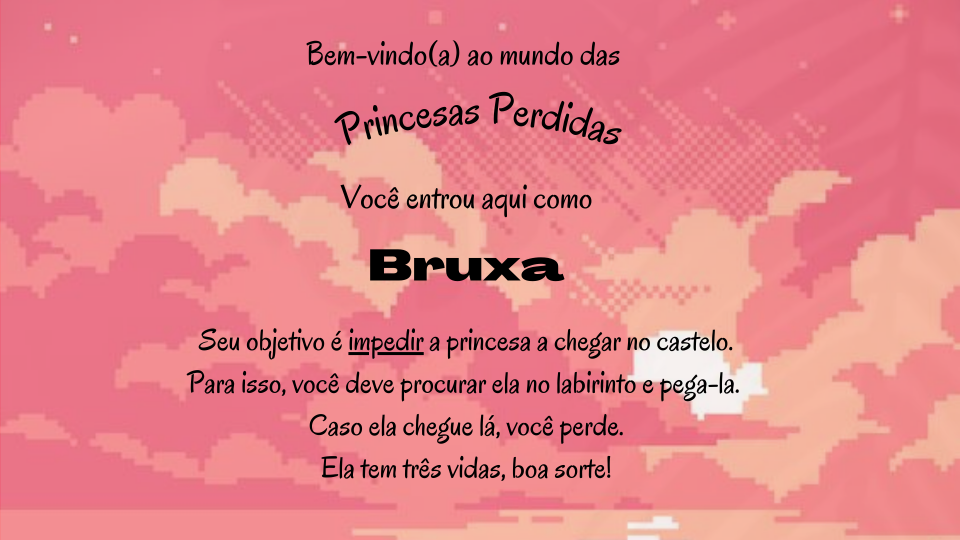 Bem-vindo(a) ao mundo das
Princesas Perdidas
Você entrou aqui como
Bruxa
Seu objetivo é impedir a princesa a chegar no castelo.
Para isso, você deve procurar ela no labirinto e pega-la.
Caso ela chegue lá, você perde.
Ela tem três vidas, boa sorte!